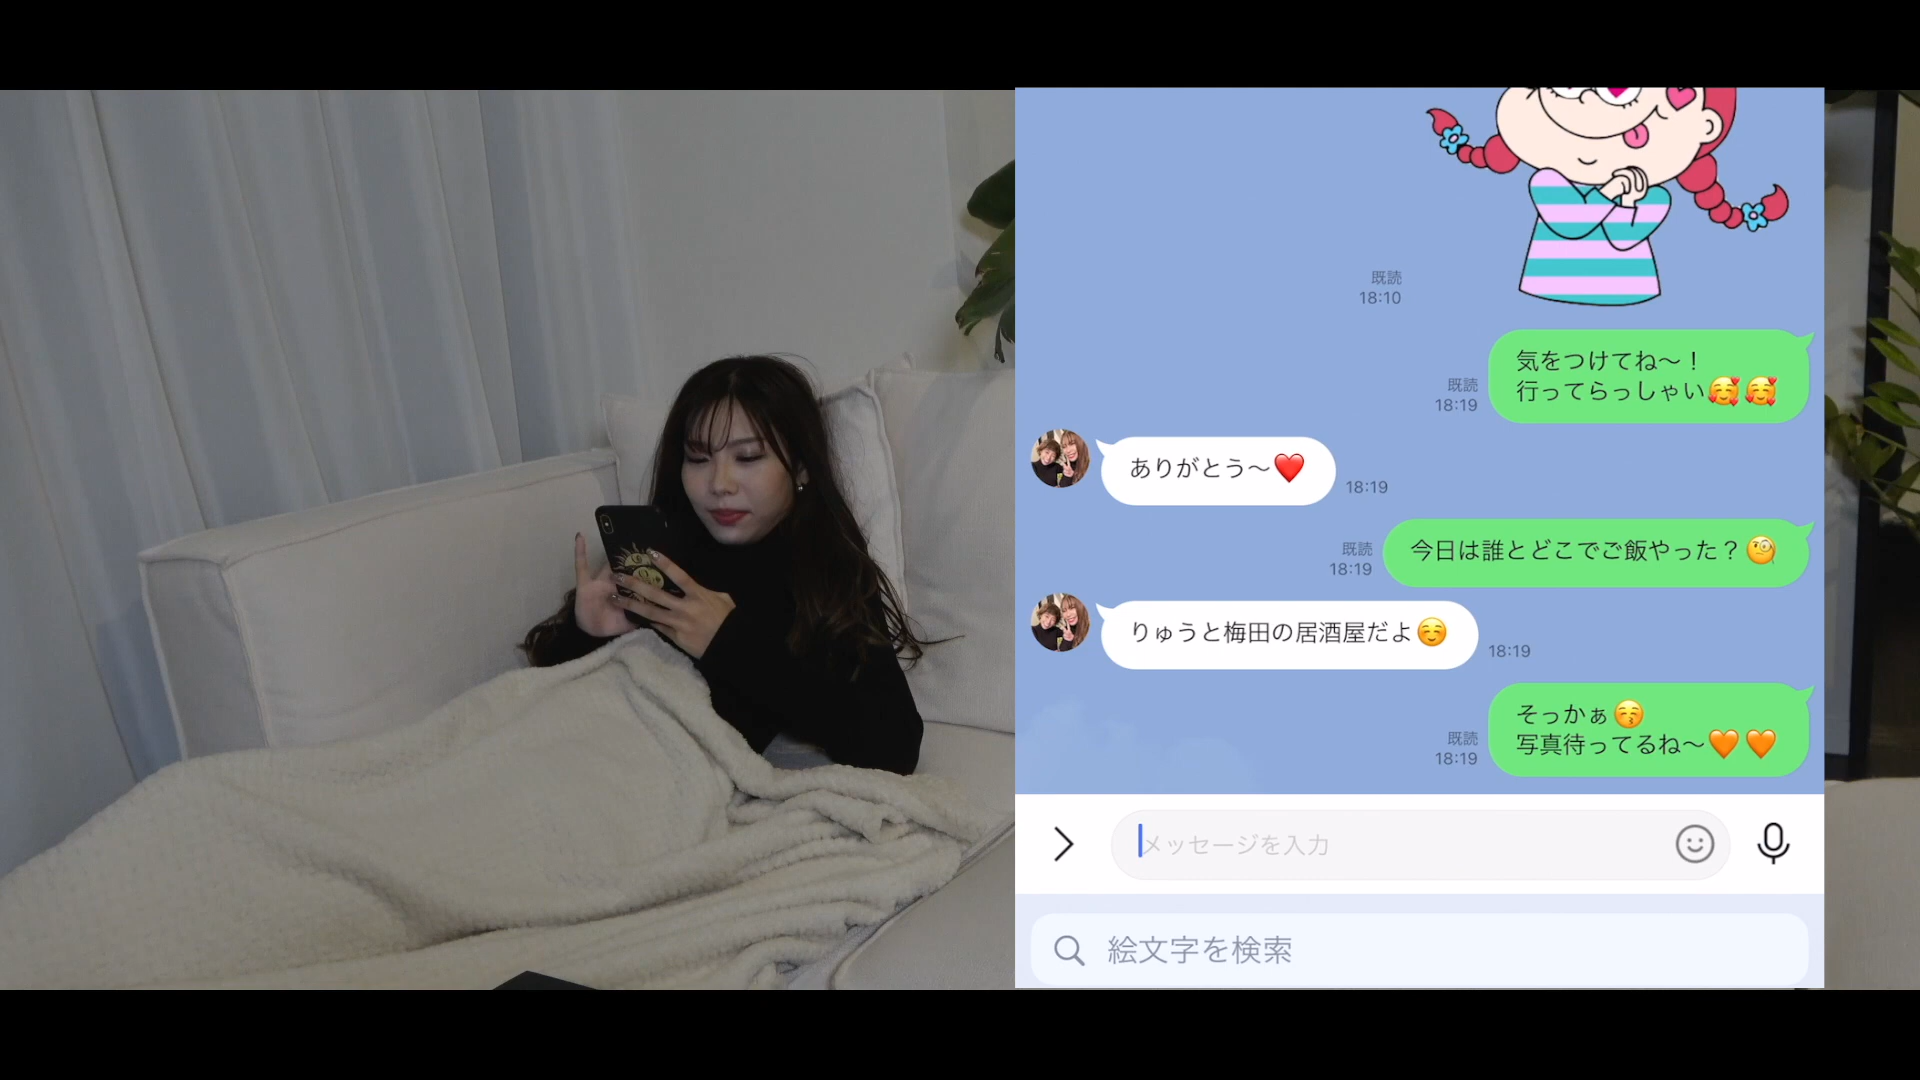 既読
18:10
気をつけてね〜！
行ってらっしゃい🥰🥰
既読
18:19
ありがとう〜❤️
18:19
今日は誰とどこでご飯やった？🧐
既読
18:19
りゅうと梅田の居酒屋だよ☺️
18:19
そっかぁ😚
写真待ってるね〜🧡🧡
既読
18:19
メッセージを入力
絵文字を検索